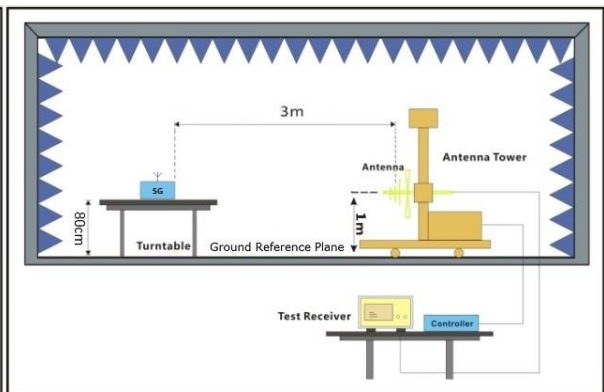 3m
Antenna Tower
Antenna
SG
80cm
1m
Turntable
Ground Reference Plane
Test Receiver
Controller